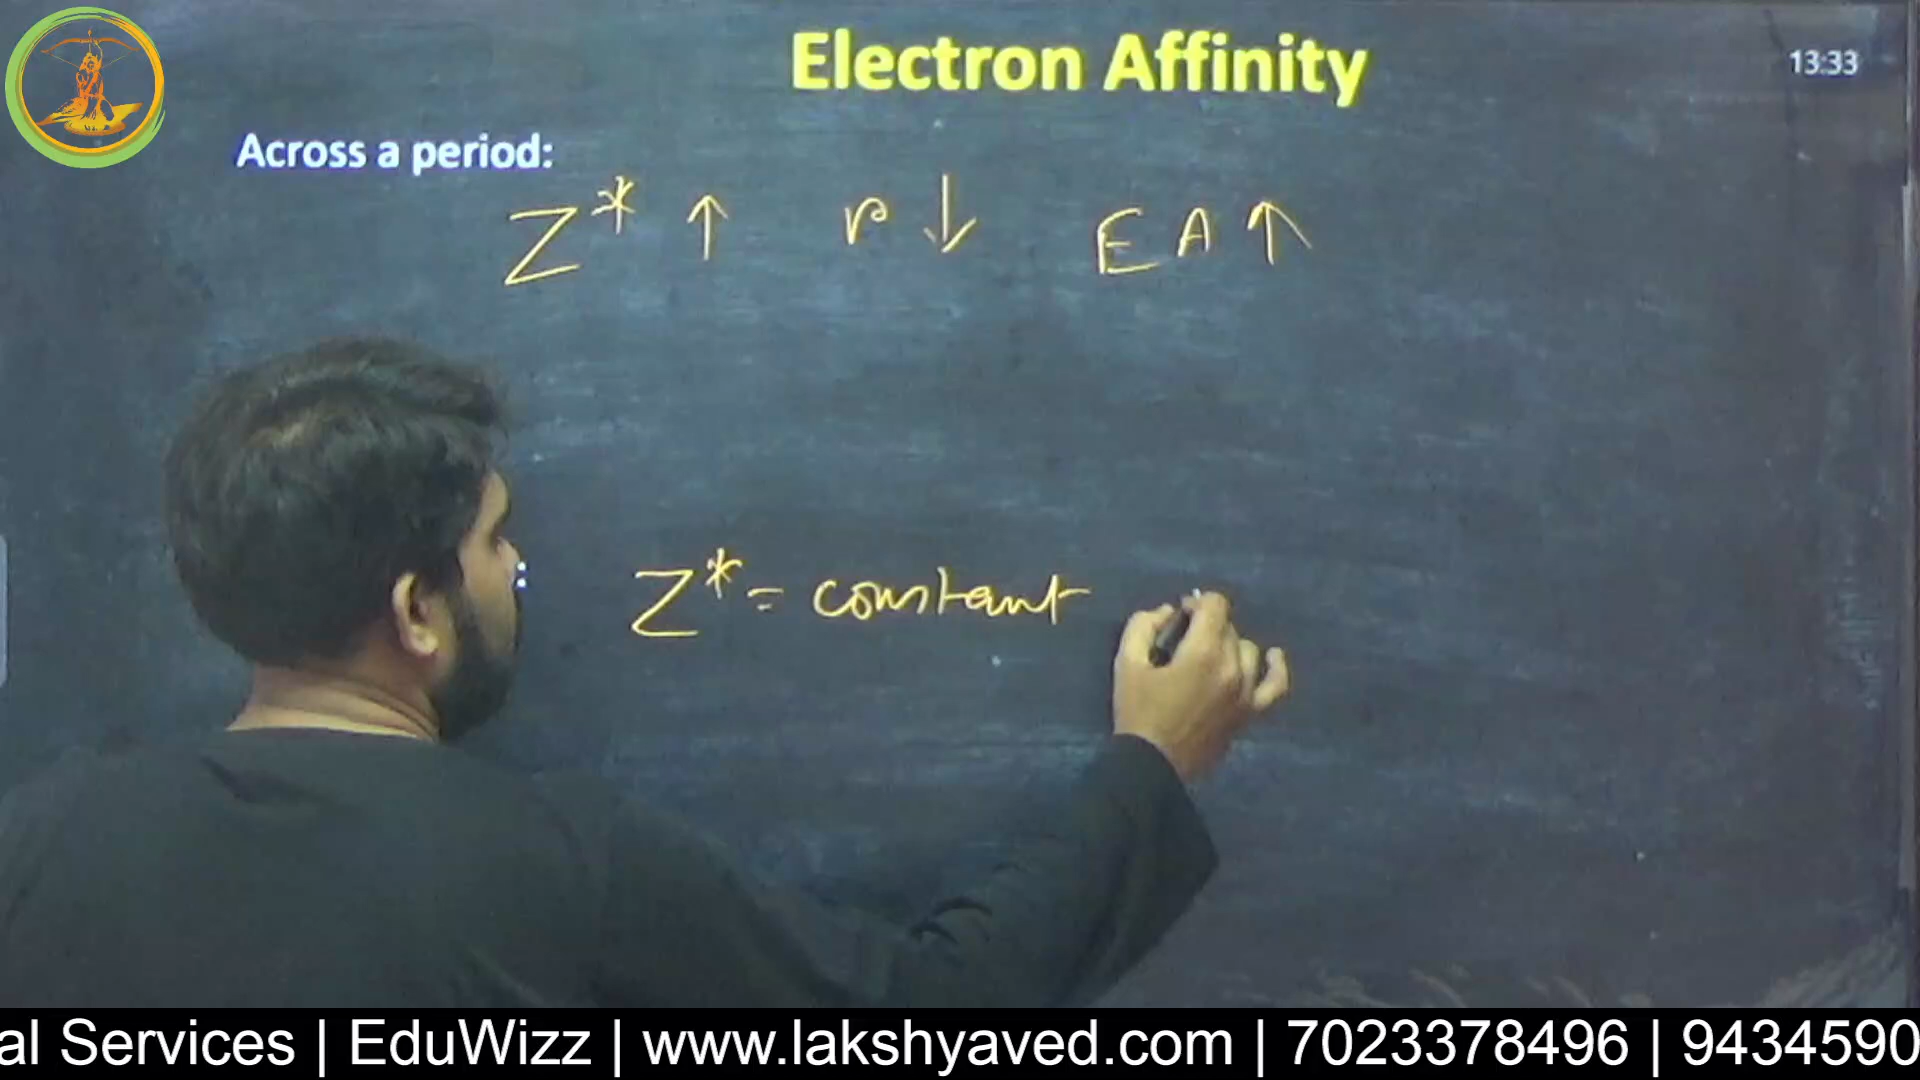 Electron Affinity
13:33
Across a period:
Z* ↑ r ↓ EA ↑
: Z* = constant
al Services | EduWizz | www.lakshyaved.com | 7023378496 | 9434590